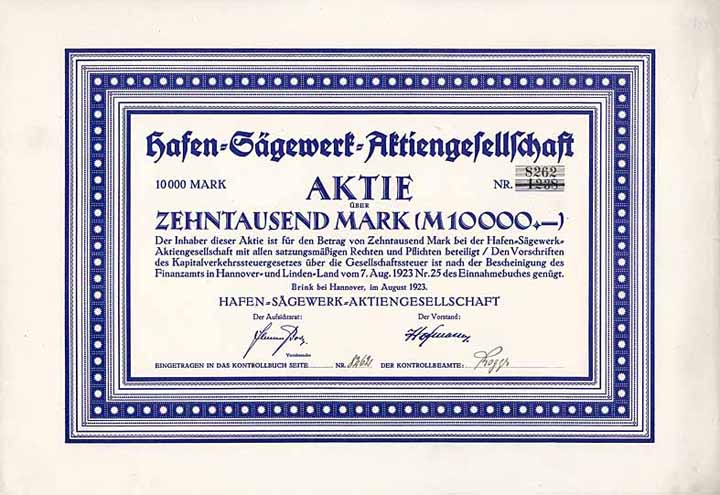 Hafen-Sägewerk-Aktiengesellschaft
10000 MARK AKTIE NR. 8262 1238
ÜBER
ZEHNTAUSEND MARK (M 10000,—)
Der Inhaber dieser Aktie ist für den Betrag von Zehntausend Mark bei der Hafen-Sägewerk-
Aktiengesellschaft mit allen satzungsmäßigen Rechten und Pflichten beteiligt / Den Vorschriften
des Kapitalverkehrssteuergesetzes über die Gesellschaftssteuer ist nach der Bescheinigung des
Finanzamts in Hannover- und Linden-Land vom 7. Aug. 1923 Nr. 25 des Einnahmebuches genügt.
Brink bei Hannover, im August 1923.
HAFEN-SÄGEWERK-AKTIENGESELLSCHAFT
Der Aufsichtsrat: Der Vorstand:
Hofmann
Vorsitzender
EINGETRAGEN IN DAS KONTROLLBUCH SEITE NR. 8262 DER KONTROLLBEAMTE: